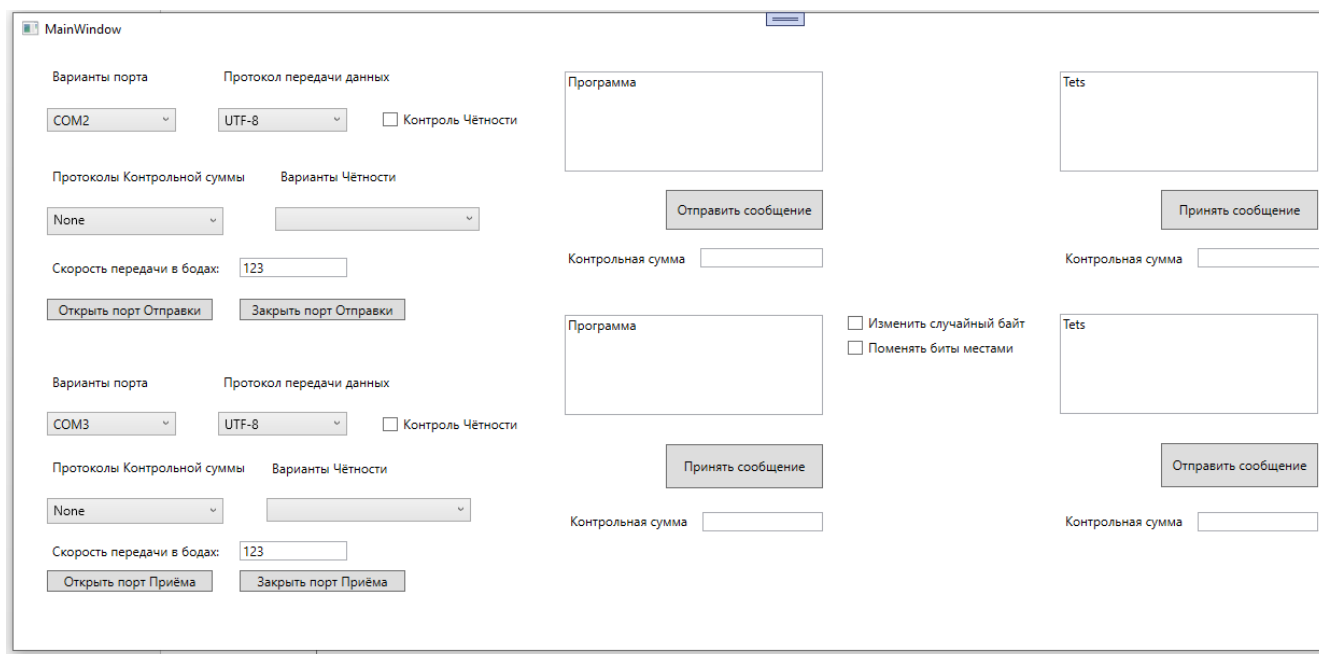 MainWindow
Варианты порта
Протокол передачи данных
COM2
UTF-8
Контроль Чётности
Протоколы Контрольной суммы
Варианты Чётности
None
Скорость передачи в бодах:
123
Открыть порт Отправки
Закрыть порт Отправки
Варианты порта
Протокол передачи данных
COM3
UTF-8
Контроль Чётности
Протоколы Контрольной суммы
Варианты Чётности
None
Скорость передачи в бодах:
123
Открыть порт Приёма
Закрыть порт Приёма
Программа
Отправить сообщение
Контрольная сумма
Программа
Принять сообщение
Контрольная сумма
Изменить случайный байт
Поменять биты местами
Tets
Принять сообщение
Контрольная сумма
Tets
Отправить сообщение
Контрольная сумма